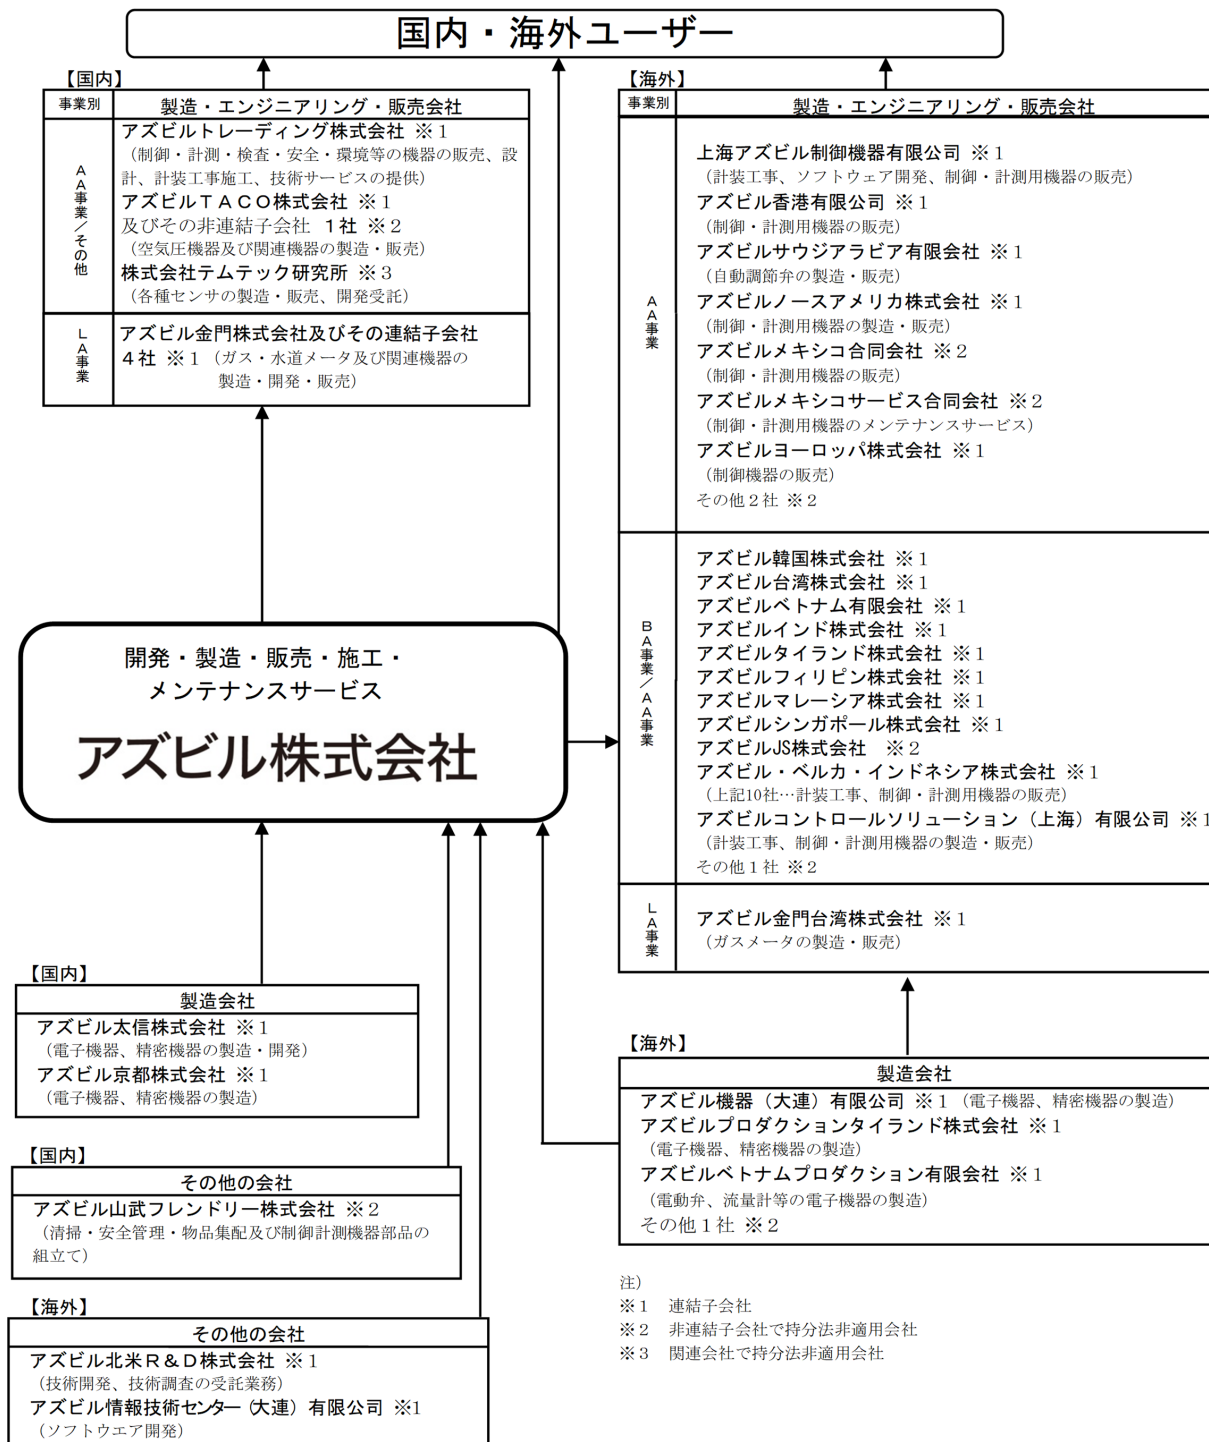 国内・海外ユーザー
【国内】
事業別
製造・エンジニアリング・販売会社
AA事業／その他
アズビルトレーディング株式会社 ※1
（制御・計測・検査・安全・環境等の機器の販売、設
計、計装工事施工、技術サービスの提供）
アズビルTACO株式会社 ※1
及びその非連結子会社 1社 ※2
（空気圧機器及び関連機器の製造・販売）
株式会社テムテック研究所 ※3
（各種センサの製造・販売、開発受託）
LA事業
アズビル金門株式会社及びその連結子会社
4社 ※1（ガス・水道メータ及び関連機器の
製造・開発・販売）
【海外】
事業別
製造・エンジニアリング・販売会社
AA事業
上海アズビル制御機器有限公司 ※1
（計装工事、ソフトウェア開発、制御・計測用機器の販売）
アズビル香港有限公司 ※1
（制御・計測用機器の販売）
アズビルサウジアラビア有限会社 ※1
（自動調節弁の製造・販売）
アズビルノースアメリカ株式会社 ※1
（制御・計測用機器の製造・販売）
アズビルメキシコ合同会社 ※2
（制御・計測用機器の販売）
アズビルメキシコサービス合同会社 ※2
（制御・計測用機器のメンテナンスサービス）
アズビルヨーロッパ株式会社 ※1
（制御機器の販売）
その他2社 ※2
BA事業／AA事業
アズビル韓国株式会社 ※1
アズビル台湾株式会社 ※1
アズビルベトナム有限会社 ※1
アズビルインド株式会社 ※1
アズビルタイランド株式会社 ※1
アズビルフィリピン株式会社 ※1
アズビルマレーシア株式会社 ※1
アズビルシンガポール株式会社 ※1
アズビルJS株式会社 ※2
アズビル・ベルカ・インドネシア株式会社 ※1
（上記10社…計装工事、制御・計測用機器の販売）
アズビルコントロールソリューション（上海）有限公司 ※1
（計装工事、制御・計測用機器の製造・販売）
その他1社 ※2
LA事業
アズビル金門台湾株式会社 ※1
（ガスメータの製造・販売）
開発・製造・販売・施工・
メンテナンスサービス
アズビル株式会社
【国内】
製造会社
アズビル太信株式会社 ※1
（電子機器、精密機器の製造・開発）
アズビル京都株式会社 ※1
（電子機器、精密機器の製造）
【国内】
その他の会社
アズビル山武フレンドリー株式会社 ※2
（清掃・安全管理・物品集配及び制御計測機器部品の
組立て）
【海外】
その他の会社
アズビル北米R＆D株式会社 ※1
（技術開発、技術調査の受託業務）
アズビル情報技術センター（大連）有限公司 ※1
（ソフトウエア開発）
【海外】
製造会社
アズビル機器（大連）有限公司 ※1（電子機器、精密機器の製造）
アズビルプロダクションタイランド株式会社 ※1
（電子機器、精密機器の製造）
アズビルベトナムプロダクション有限会社 ※1
（電動弁、流量計等の電子機器の製造）
その他1社 ※2
注）
※1 連結子会社
※2 非連結子会社で持分法非適用会社
※3 関連会社で持分法非適用会社